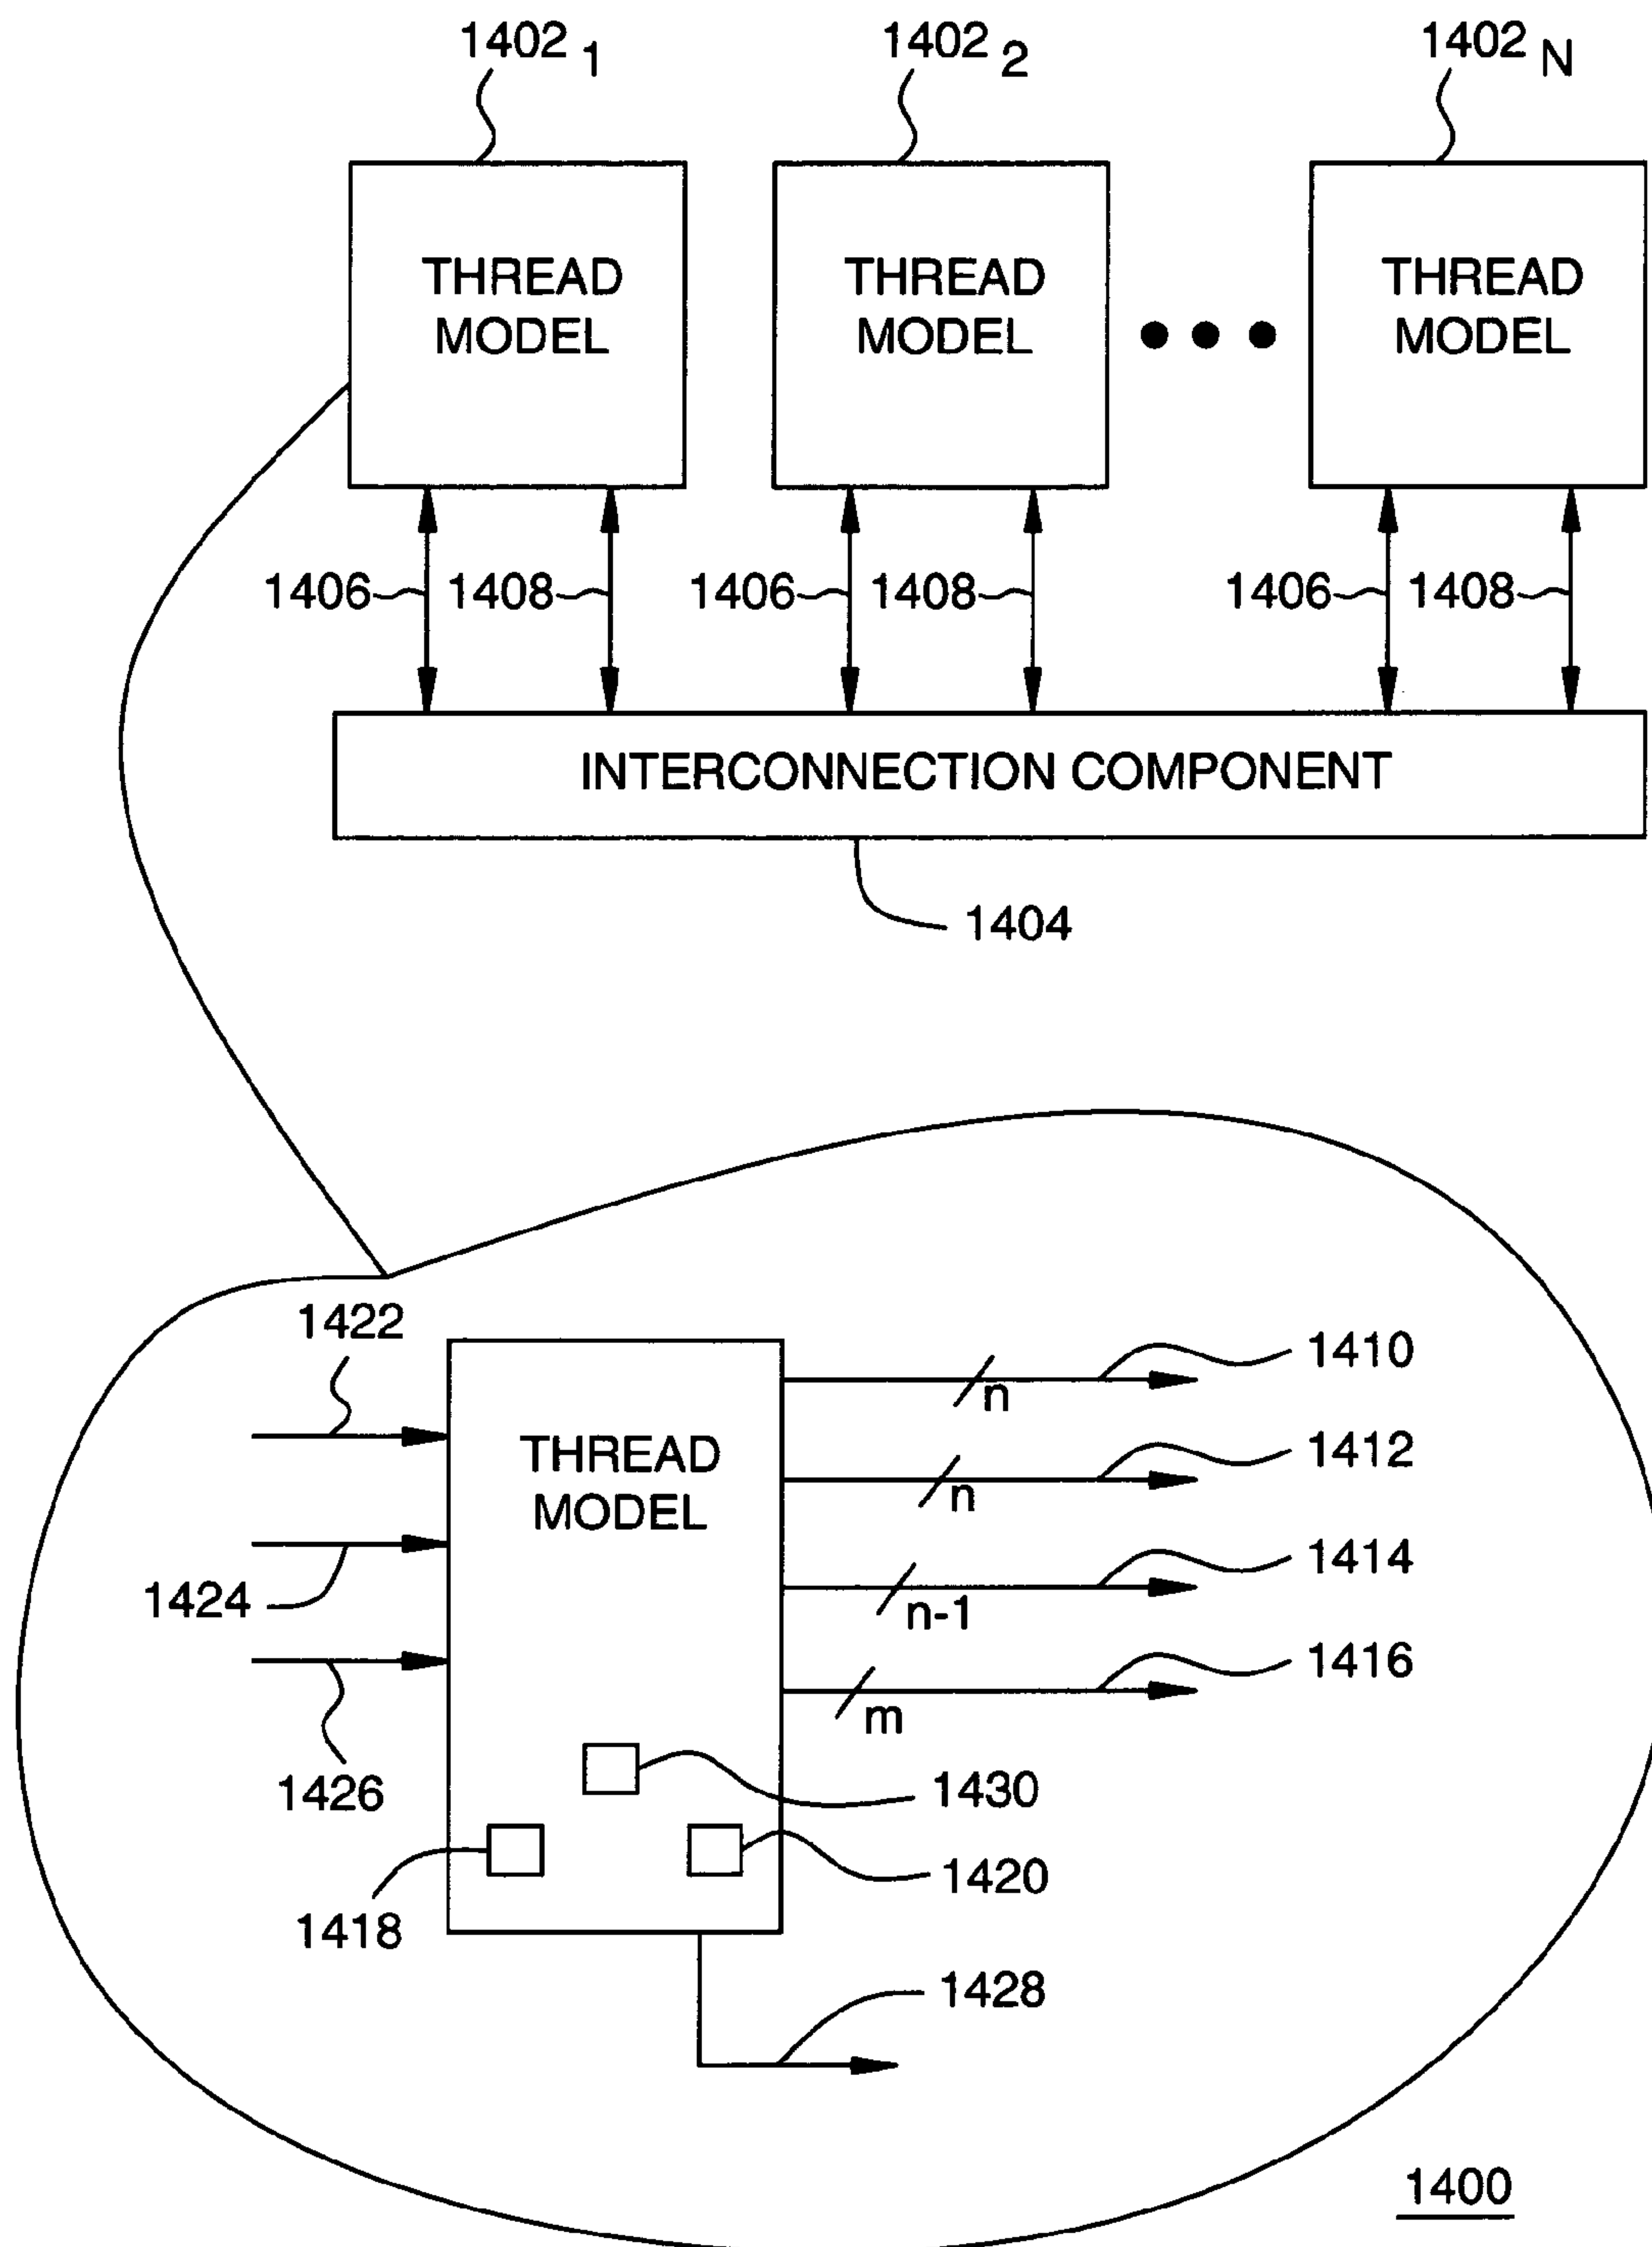 1402 1 1402 2 1402 N
THREAD THREAD THREAD
MODEL MODEL MODEL
1406 1408 1406 1408 1406 1408
INTERCONNECTION COMPONENT
1404
1422
1410
n
THREAD
MODEL
1412
n
1424
1414
n-1
1416
m
1426
1430
1418
1420
1428
1400